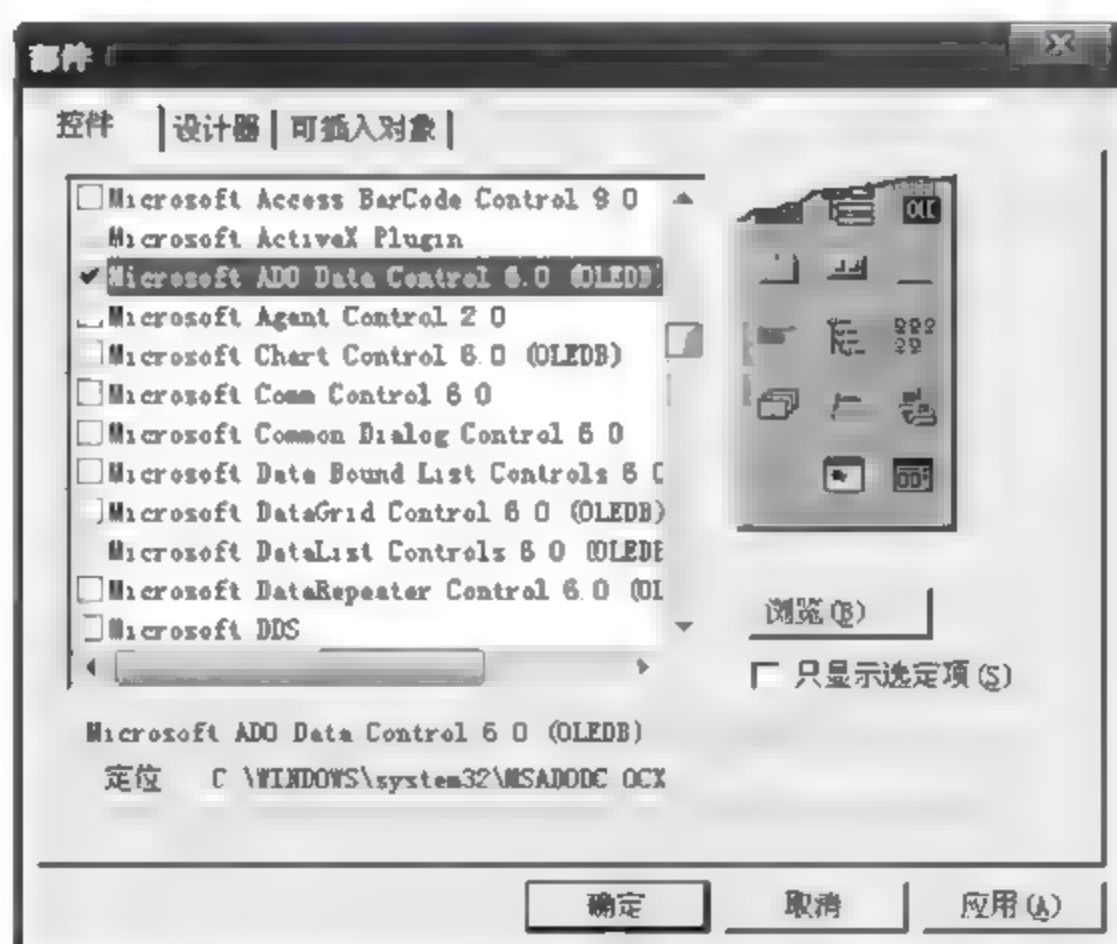 部件
控件 设计器 可插入对象
Microsoft Access BarCode Control 9 0
Microsoft ActiveX Plugin
Microsoft ADO Data Control 6.0 (OLEDB)
Microsoft Agent Control 2 0
Microsoft Chart Control 6.0 (OLEDB)
Microsoft Comm Control 6 0
Microsoft Common Dialog Control 6 0
Microsoft Data Bound List Controls 6 0
Microsoft DataGrid Control 6 0 (OLEDB)
Microsoft DataList Controls 6 0 (OLEDB
Microsoft DataRepeater Control 6.0 (OL
Microsoft DDS
浏览(B)
只显示选定项(S)
Microsoft ADO Data Control 6 0 (OLEDB)
定位 C \WINDOWS\system32\MSADODC OCX
确定 取消 应用(A)